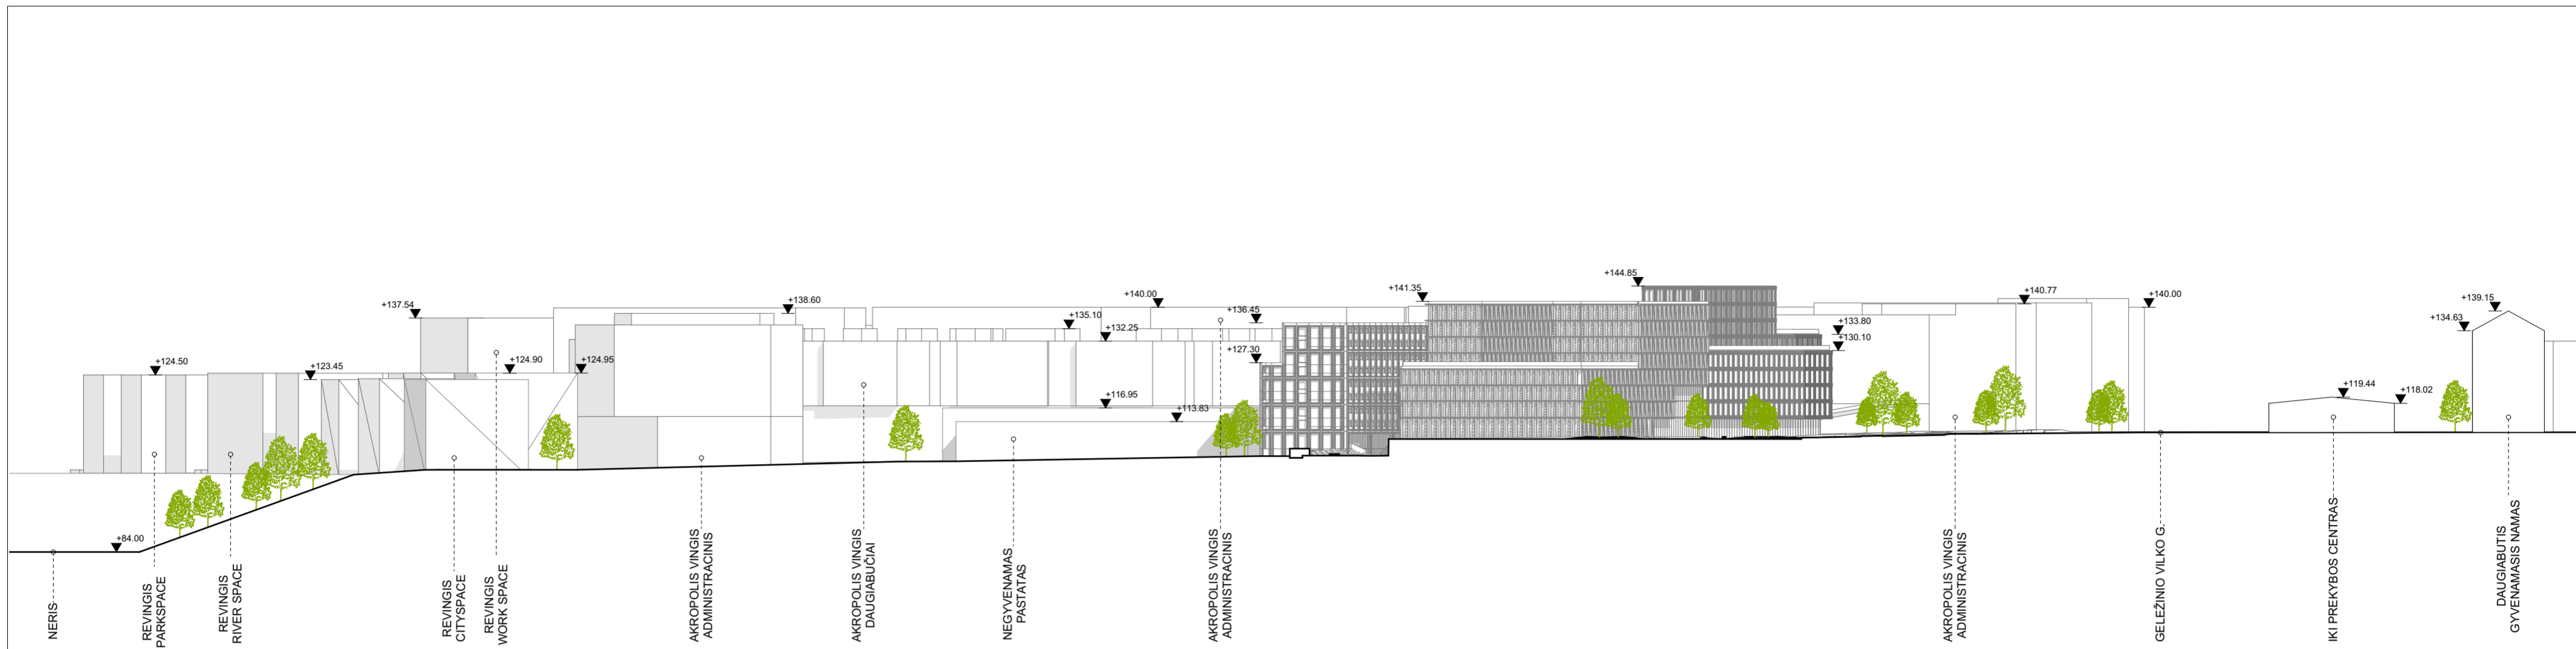 +144.85
+141.35
+140.00
+140.77
+140.00
+137.54
+138.60
+136.45
+139.15
+135.10
+132.25
+133.80
+134.63
+130.10
+127.30
+124.50
+123.45
+124.90
+124.95
+116.95
+113.83
+119.44
+118.02
+84.00
NERIS
REVINGIS
PARKSPACE
REVINGIS
RIVER SPACE
REVINGIS
CITYSPACE
REVINGIS
WORK SPACE
AKROPOLIS VINGIS
ADMINISTRACINIS
AKROPOLIS VINGIS
DAUGIABUČIAI
NEGYVENAMAS
PASTATAS
AKROPOLIS VINGIS
ADMINISTRACINIS
AKROPOLIS VINGIS
ADMINISTRACINIS
GELEŽINIO VILKO G.
IKI PREKYBOS CENTRAS
DAUGIABUTIS
GYVENAMASIS NAMAS